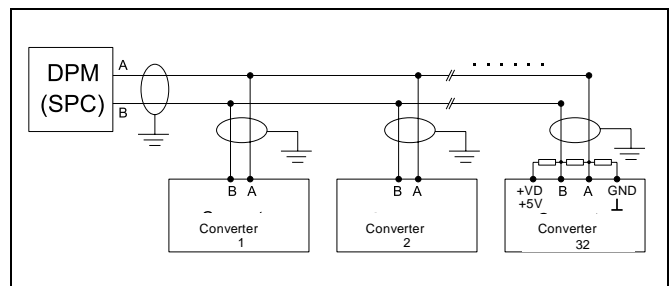 DPM
(SPC)
A
B
B A
Converter
1
B A
Converter
2
+VD B A GND
+5V
Converter
32